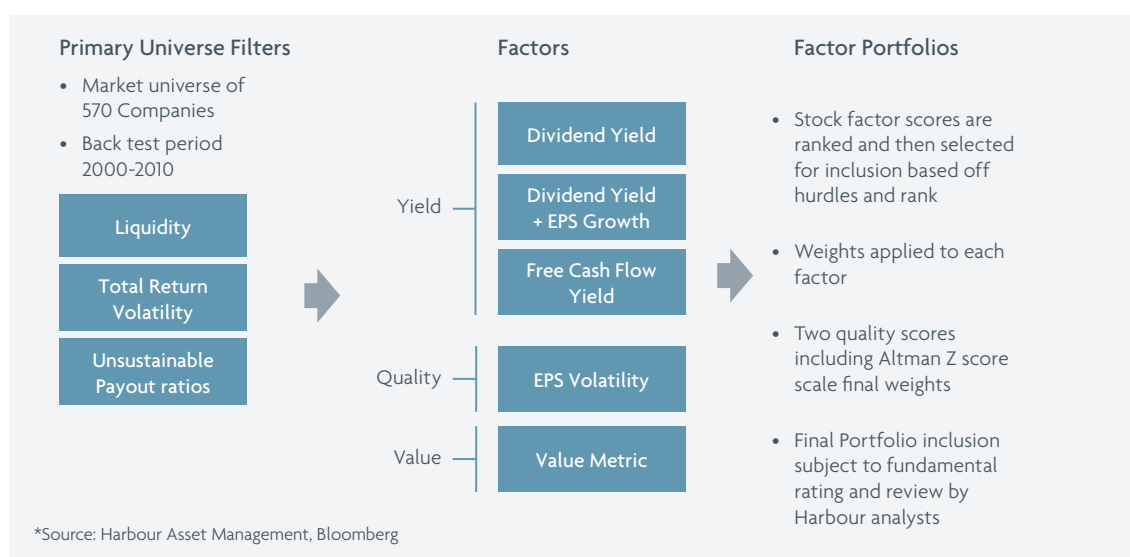 Primary Universe Filters
• Market universe of
570 Companies
• Back test period
2000-2010
Liquidity
Total Return
Volatility
Unsustainable
Payout ratios
Factors
Yield
Dividend Yield
Dividend Yield
+ EPS Growth
Free Cash Flow
Yield
Quality
EPS Volatility
Value
Value Metric
Factor Portfolios
• Stock factor scores are
ranked and then selected
for inclusion based off
hurdles and rank
• Weights applied to each
factor
• Two quality scores
including Altman Z score
scale final weights
• Final Portfolio inclusion
subject to fundamental
rating and review by
Harbour analysts
*Source: Harbour Asset Management, Bloomberg